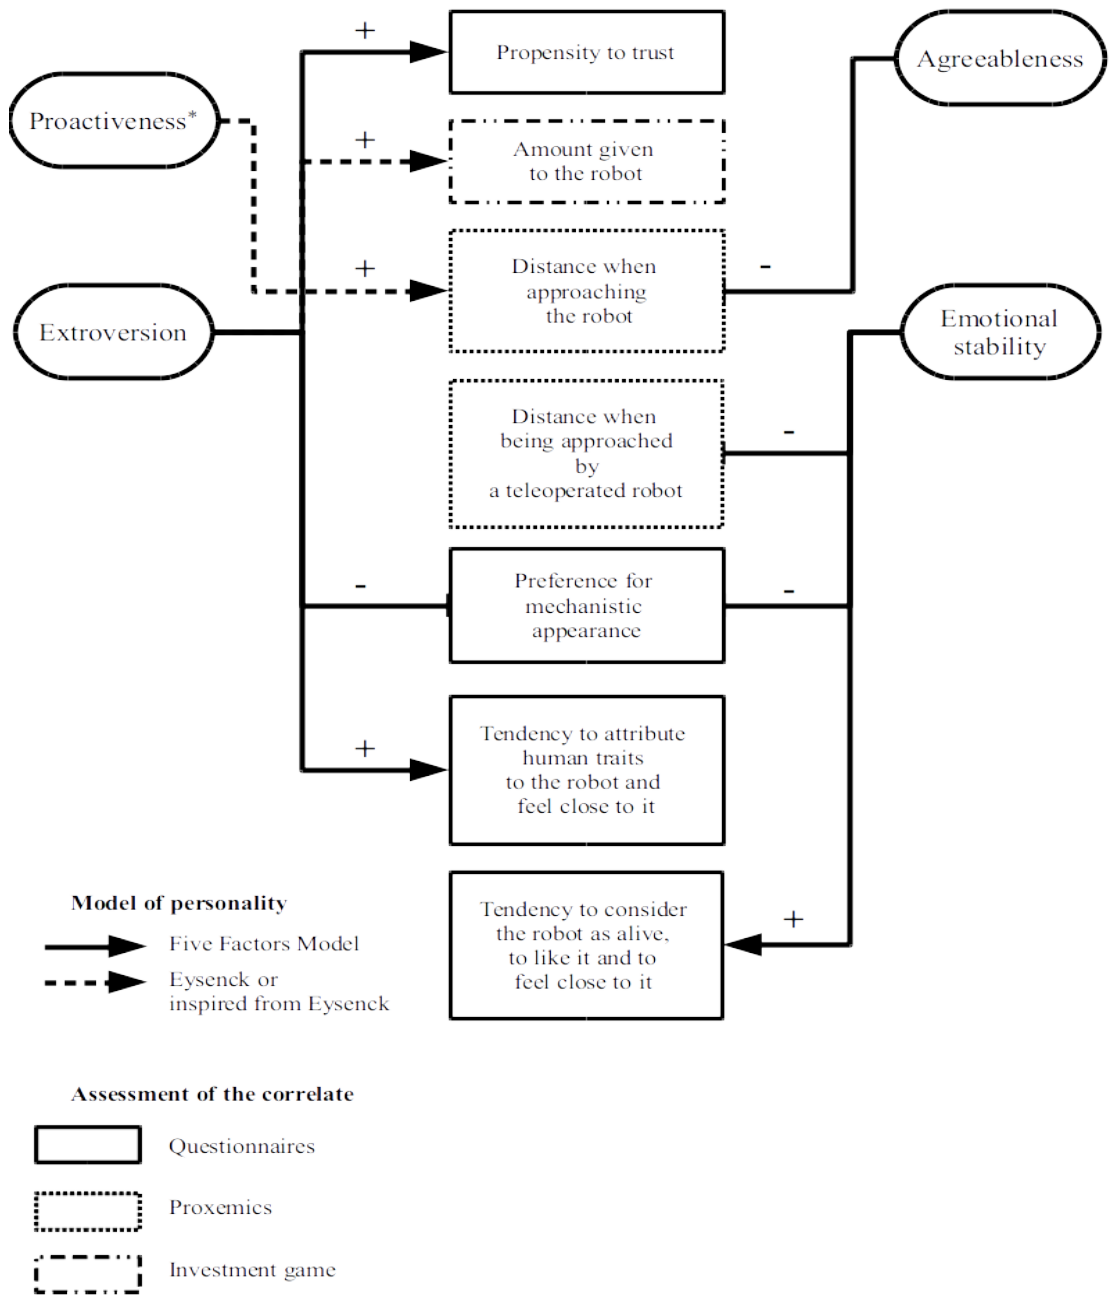 +
Propensity to trust
Agreeableness
Proactiveness*
+
Amount given
to the robot
+
Distance when
approaching
the robot
-
Extroversion
Emotional
stability
Distance when
being approached
by
a teleoperated robot
-
-
Preference for
mechanistic
appearance
-
+
Tendency to attribute
human traits
to the robot and
feel close to it
Tendency to consider
the robot as alive,
to like it and to
feel close to it
+
Model of personality
Five Factors Model
Eysenck or
inspired from Eysenck
Assessment of the correlate
Questionnaires
Proxemics
Investment game